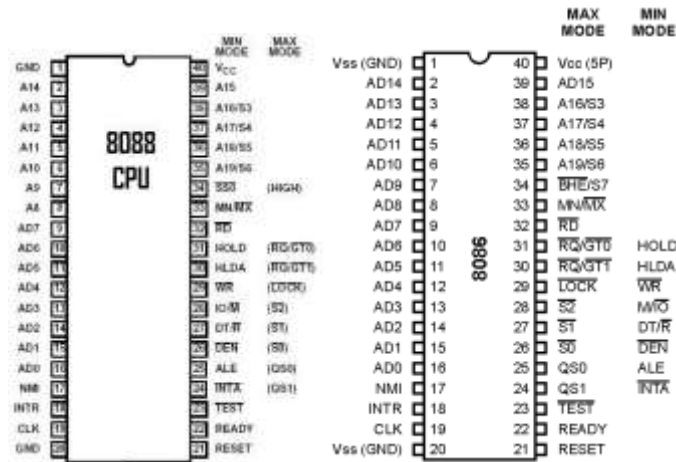 MIN MODE MAX MODE
GND 1 40 VCC
A14 2 39 A15
A13 3 38 A16/S3
A12 4 37 A17/S4
A11 5 36 A18/S5
A10 6 35 A19/S6
A9 7 34 SS0 (HIGH)
A8 8 33 MN/MX
AD7 9 32 RD
AD6 10 31 HOLD (RQ/GT0)
AD5 11 30 HLDA (RQ/GT1)
AD4 12 29 WR (LOCK)
AD3 13 28 IO/M (S2)
AD2 14 27 DT/R (S1)
AD1 15 26 DEN (S0)
AD0 16 25 ALE (QS0)
NMI 17 24 INTA (QS1)
INTR 18 23 TEST
CLK 19 22 READY
GND 20 21 RESET
8088
CPU
MAX MODE MIN MODE
Vss (GND) 1 40 Vcc (5P)
AD14 2 39 AD15
AD13 3 38 A16/S3
AD12 4 37 A17/S4
AD11 5 36 A18/S5
AD10 6 35 A19/S6
AD9 7 34 BHE/S7
AD8 8 33 MN/MX
AD7 9 32 RD
AD6 10 31 RQ/GT0 HOLD
AD5 11 30 RQ/GT1 HLDA
AD4 12 29 LOCK WR
AD3 13 28 S2 M/IO
AD2 14 27 S1 DT/R
AD1 15 26 S0 DEN
AD0 16 25 QS0 ALE
NMI 17 24 QS1 INTA
INTR 18 23 TEST
CLK 19 22 READY
Vss (GND) 20 21 RESET
8086